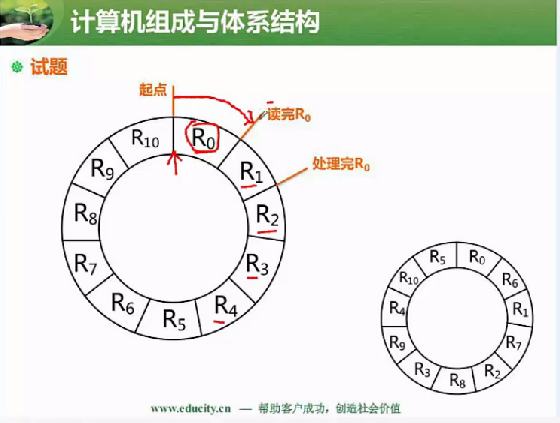 计算机组成与体系结构
试题
起点
读完R₀
处理完R₀
R₀
R₁
R₂
R₃
R₄
R₅
R₆
R₇
R₈
R₉
R₁₀
R₀
R₆
R₁
R₇
R₂
R₈
R₃
R₉
R₄
R₁₀
R₅
www.educity.cn — 帮助客户成功，创造社会价值